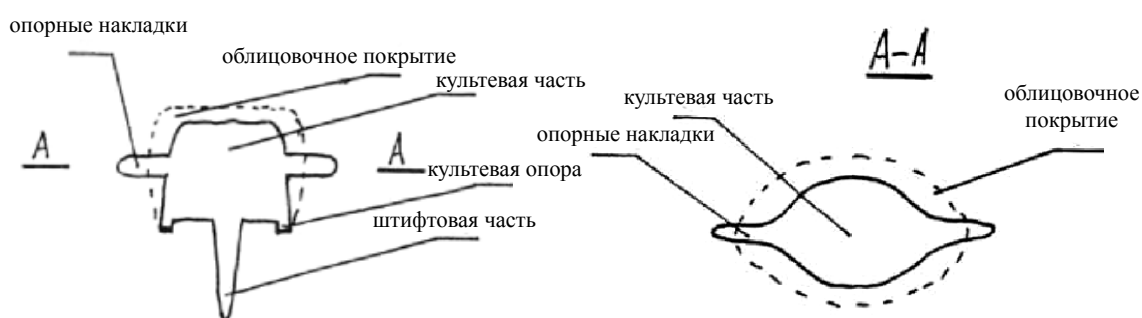 опорные накладки
облицовочное покрытие
культевая часть
А
А
культевая опора
штифтовая часть
А-А
культевая часть
облицовочное
покрытие
опорные накладки